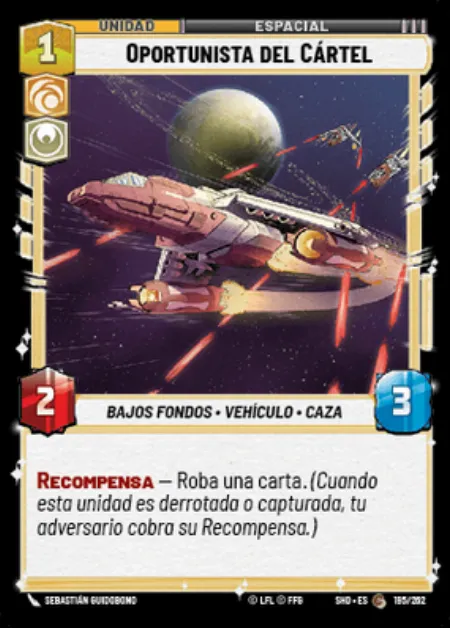 UNIDAD
ESPACIAL
1
OPORTUNISTA DEL CÁRTEL
2
BAJOS FONDOS • VEHÍCULO • CAZA
3
RECOMPENSA — Roba una carta. (Cuando
esta unidad es derrotada o capturada, tu
adversario cobra su Recompensa.)
SEBASTIÁN GUIDOBONO
© LFL © FFG
SHD • ES
195/262